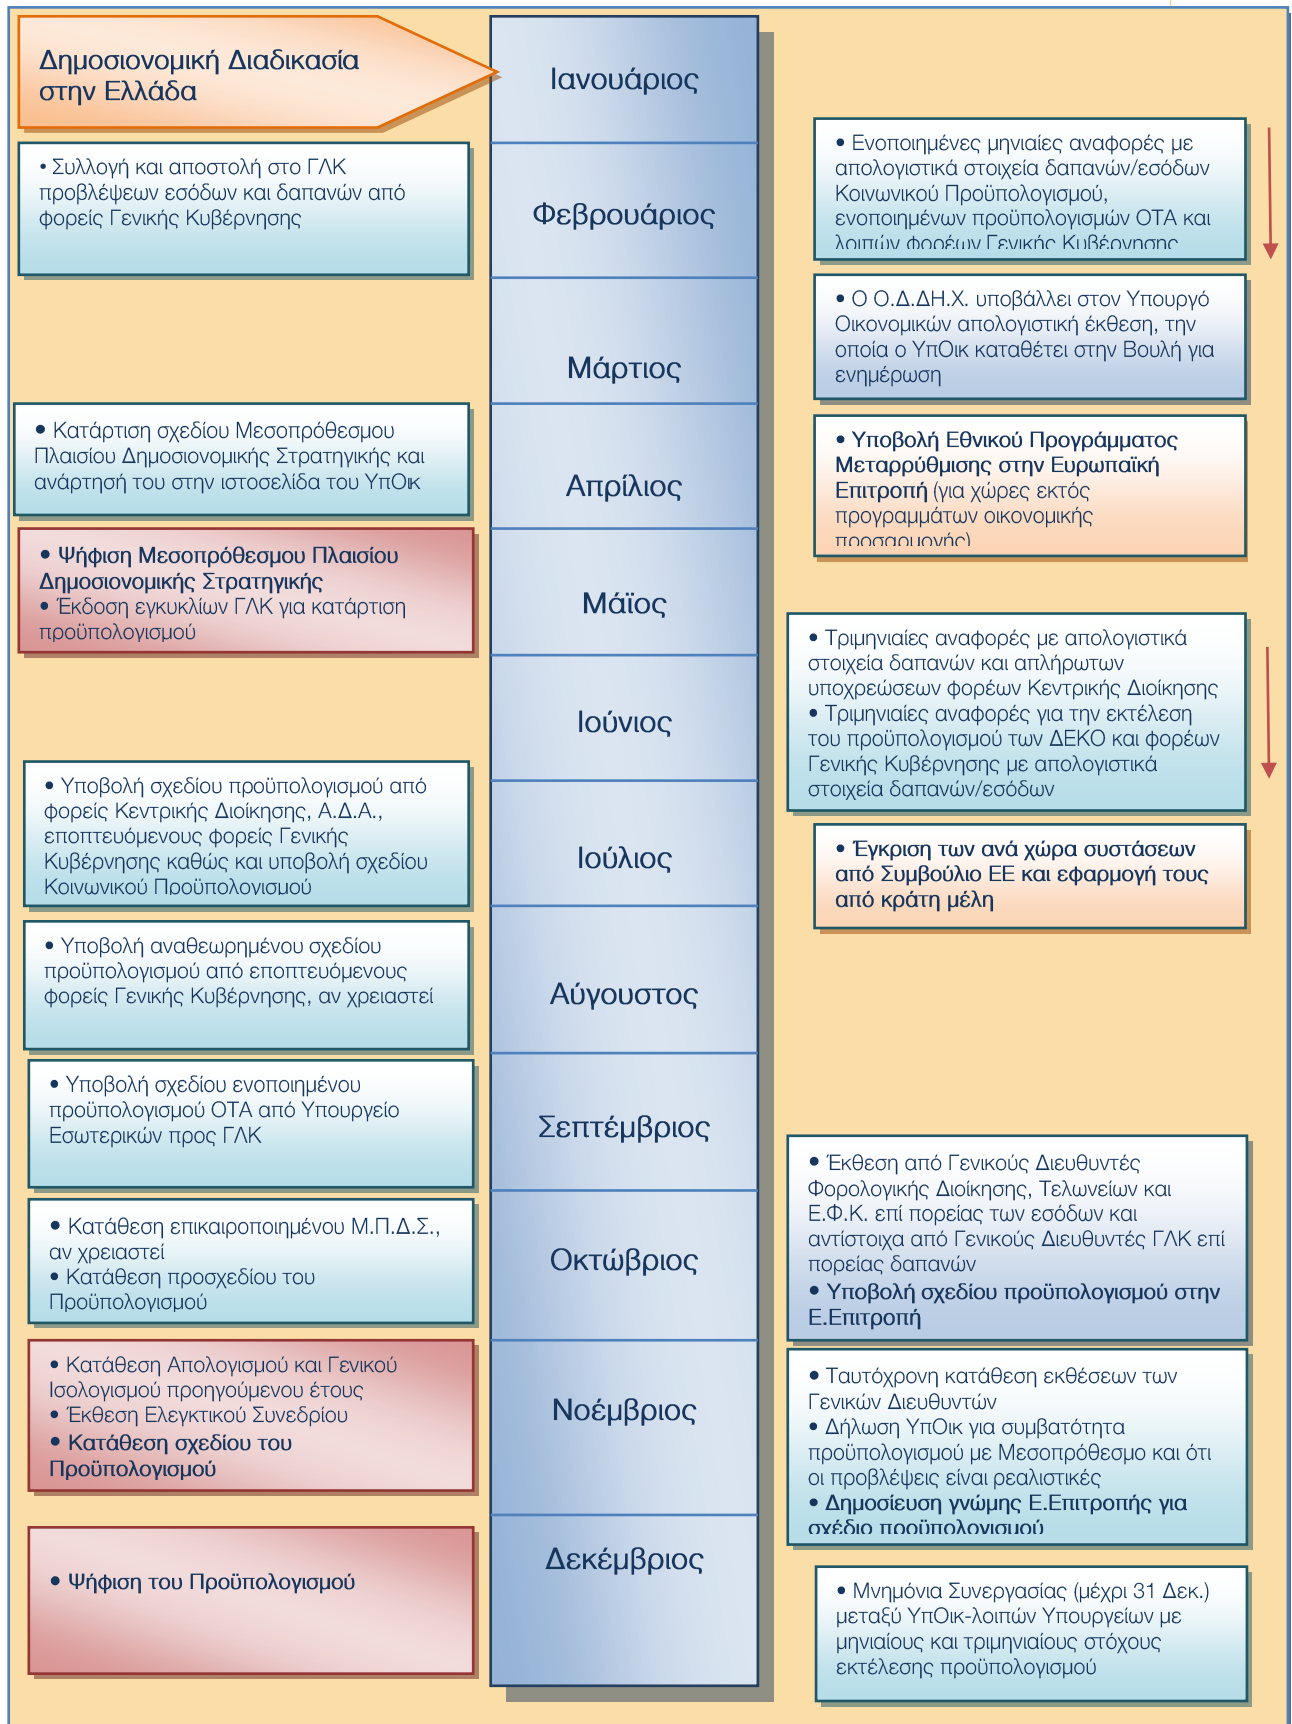 Δημοσιονομική Διαδικασία
στην Ελλάδα
Ιανουάριος
• Συλλογή και αποστολή στο ΓΛΚ
προβλέψεων εσόδων και δαπανών από
φορείς Γενικής Κυβέρνησης
Φεβρουάριος
• Ενοποιημένες μηνιαίες αναφορές με
απολογιστικά στοιχεία δαπανών/εσόδων
Κοινωνικού Προϋπολογισμού,
ενοποιημένων προϋπολογισμών ΟΤΑ και
λοιπών φορέων Γενικής Κυβέρνησης
Μάρτιος
• Ο Ο.Δ.ΔΗ.Χ. υποβάλλει στον Υπουργό
Οικονομικών απολογιστική έκθεση, την
οποία ο ΥπΟικ καταθέτει στην Βουλή για
ενημέρωση
• Κατάρτιση σχεδίου Μεσοπρόθεσμου
Πλαισίου Δημοσιονομικής Στρατηγικής και
ανάρτησή του στην ιστοσελίδα του ΥπΟικ
Απρίλιος
• Υποβολή Εθνικού Προγράμματος
Μεταρρύθμισης στην Ευρωπαϊκή
Επιτροπή (για χώρες εκτός
προγραμμάτων οικονομικής
προσαρμογής)
• Ψήφιση Μεσοπρόθεσμου Πλαισίου
Δημοσιονομικής Στρατηγικής
• Έκδοση εγκυκλίων ΓΛΚ για κατάρτιση
προϋπολογισμού
Μάϊος
Ιούνιος
• Τριμηνιαίες αναφορές με απολογιστικά
στοιχεία δαπανών και απλήρωτων
υποχρεώσεων φορέων Κεντρικής Διοίκησης
• Τριμηνιαίες αναφορές για την εκτέλεση
του προϋπολογισμού των ΔΕΚΟ και φορέων
Γενικής Κυβέρνησης με απολογιστικά
στοιχεία δαπανών/εσόδων
• Υποβολή σχεδίου προϋπολογισμού από
φορείς Κεντρικής Διοίκησης, Α.Δ.Α.,
εποπτευόμενους φορείς Γενικής
Κυβέρνησης καθώς και υποβολή σχεδίου
Κοινωνικού Προϋπολογισμού
Ιούλιος
• Έγκριση των ανά χώρα συστάσεων
από Συμβούλιο ΕΕ και εφαρμογή τους
από κράτη μέλη
• Υποβολή αναθεωρημένου σχεδίου
προϋπολογισμού από εποπτευόμενους
φορείς Γενικής Κυβέρνησης, αν χρειαστεί
Αύγουστος
• Υποβολή σχεδίου ενοποιημένου
προϋπολογισμού ΟΤΑ από Υπουργείο
Εσωτερικών προς ΓΛΚ
Σεπτέμβριος
• Κατάθεση επικαιροποιημένου Μ.Π.Δ.Σ.,
αν χρειαστεί
• Κατάθεση προσχεδίου του
Προϋπολογισμού
Οκτώβριος
• Έκθεση από Γενικούς Διευθυντές
Φορολογικής Διοίκησης, Τελωνείων και
Ε.Φ.Κ. επί πορείας των εσόδων και
αντίστοιχα από Γενικούς Διευθυντές ΓΛΚ επί
πορείας δαπανών
• Υποβολή σχεδίου προϋπολογισμού στην
Ε.Επιτροπή
• Κατάθεση Απολογισμού και Γενικού
Ισολογισμού προηγούμενου έτους
• Έκθεση Ελεγκτικού Συνεδρίου
• Κατάθεση σχεδίου του
Προϋπολογισμού
Νοέμβριος
• Ταυτόχρονη κατάθεση εκθέσεων των
Γενικών Διευθυντών
• Δήλωση ΥπΟικ για συμβατότητα
προϋπολογισμού με Μεσοπρόθεσμο και ότι
οι προβλέψεις είναι ρεαλιστικές
• Δημοσίευση γνώμης Ε.Επιτροπής για
σχέδιο προϋπολογισμού
• Ψήφιση του Προϋπολογισμού
Δεκέμβριος
• Μνημόνια Συνεργασίας (μέχρι 31 Δεκ.)
μεταξύ ΥπΟικ-λοιπών Υπουργείων με
μηνιαίους και τριμηνιαίους στόχους
εκτέλεσης προϋπολογισμού